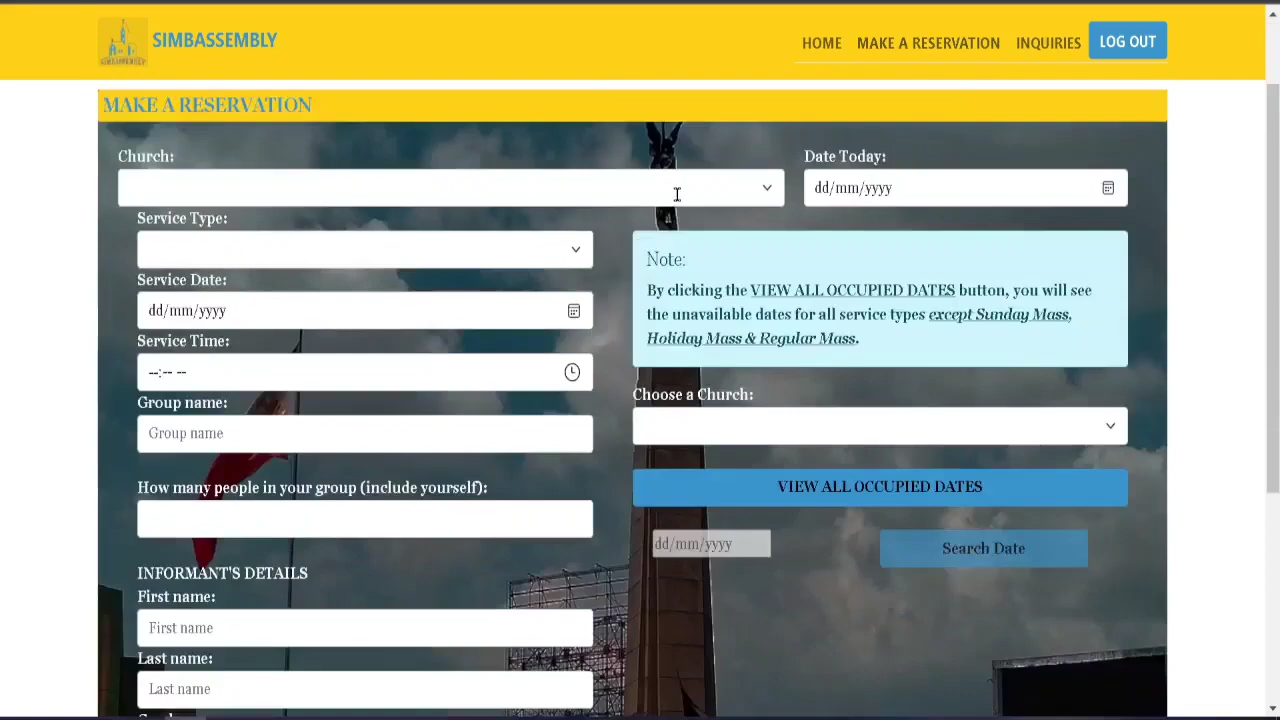 SIMBASSEMBLY
HOME
MAKE A RESERVATION
INQUIRIES
LOG OUT
MAKE A RESERVATION
Church:
Date Today:
dd/mm/yyyy
Service Type:
Service Date:
dd/mm/yyyy
Service Time:
--:-- --
Group name:
Group name
How many people in your group (include yourself):
INFORMANT'S DETAILS
First name:
First name
Last name:
Last name
Note:
By clicking the VIEW ALL OCCUPIED DATES button, you will see
the unavailable dates for all service types except Sunday Mass,
Holiday Mass & Regular Mass.
Choose a Church:
VIEW ALL OCCUPIED DATES
dd/mm/yyyy
Search Date